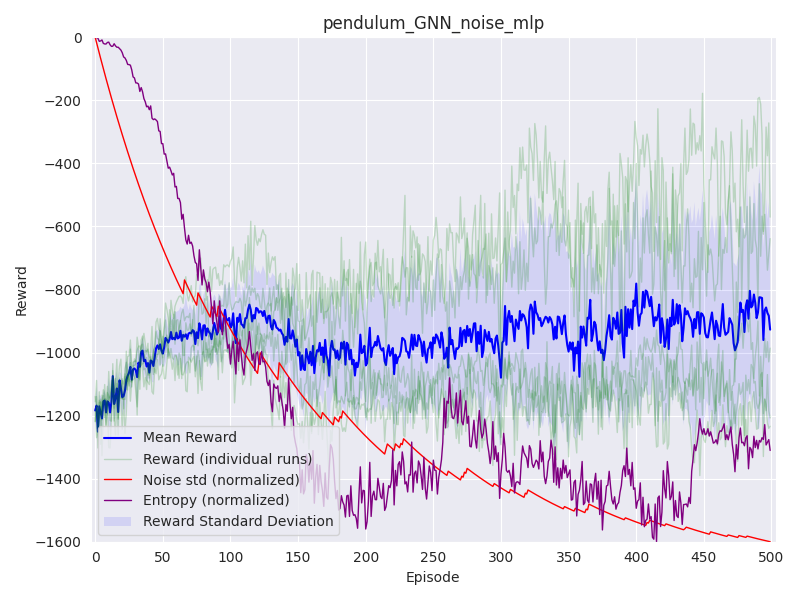 pendulum_GNN_noise_mlp
Reward
0
−200
−400
−600
−800
−1000
−1200
−1400
−1600
Mean Reward
Reward (individual runs)
Noise std (normalized)
Entropy (normalized)
Reward Standard Deviation
0 50 100 150 200 250 300 350 400 450 500
Episode